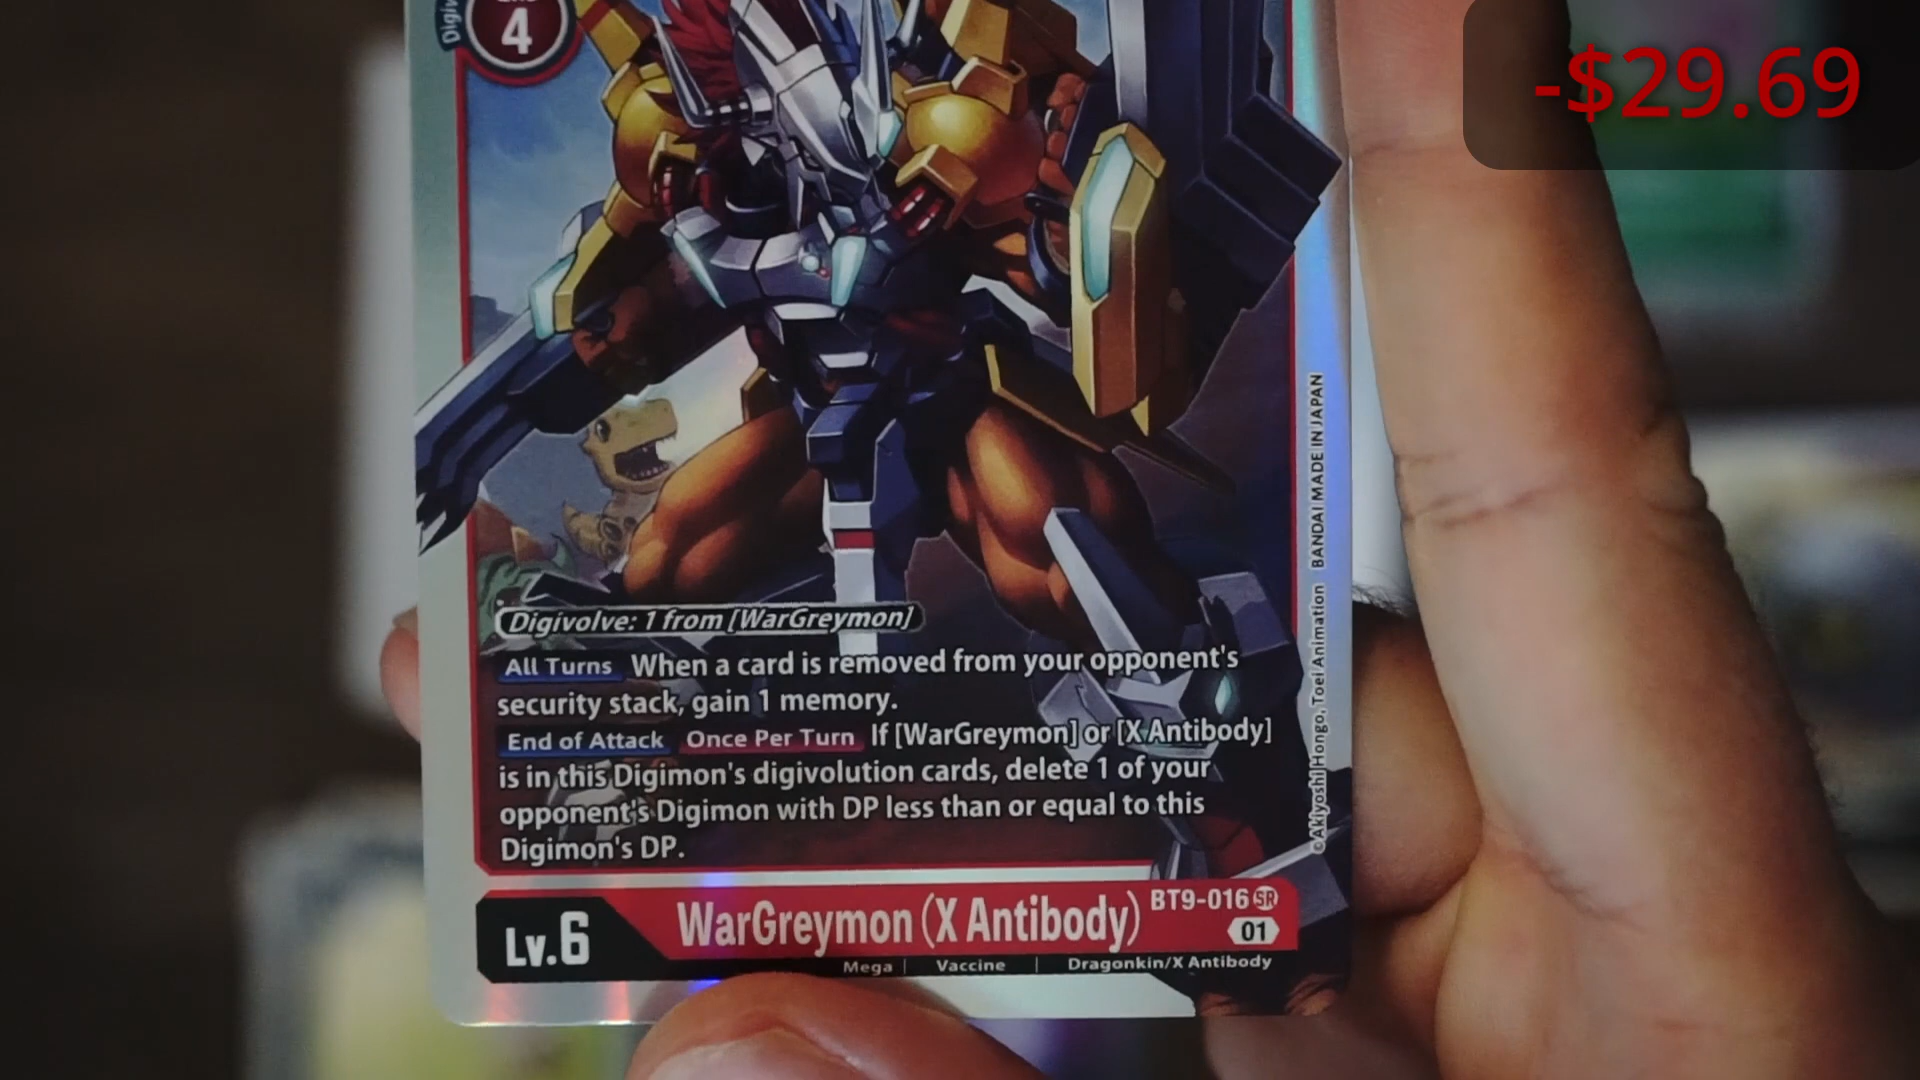 4
-$29.69
Digivolve: 1 from [WarGreymon]
All Turns When a card is removed from your opponent's
security stack, gain 1 memory.
End of Attack Once Per Turn If [WarGreymon] or [X Antibody]
is in this Digimon's digivolution cards, delete 1 of your
opponent's Digimon with DP less than or equal to this
Digimon's DP.
©Akiyoshi Hongo, Toei Animation BANDAI MADE IN JAPAN
Lv.6
WarGreymon (X Antibody)
BT9-016 SR
01
Mega | Vaccine | Dragonkin/X Antibody